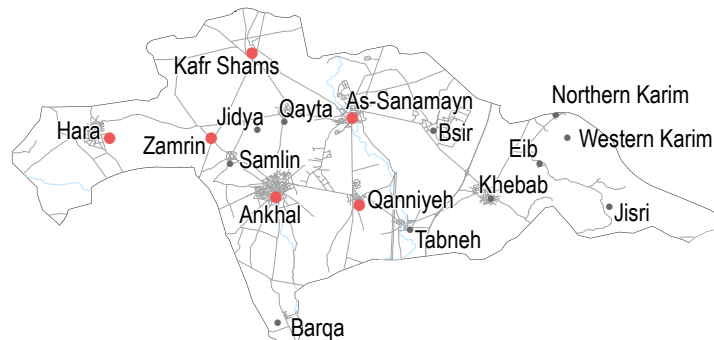 Kafr Shams
Northern Karim
As-Sanamayn
Qayta
Jidya
Hara
Zamrin
Bsir
Western Karim
Eib
Samlin
Khebab
Qanniyeh
Ankhal
Jisri
Tabneh
Barqa